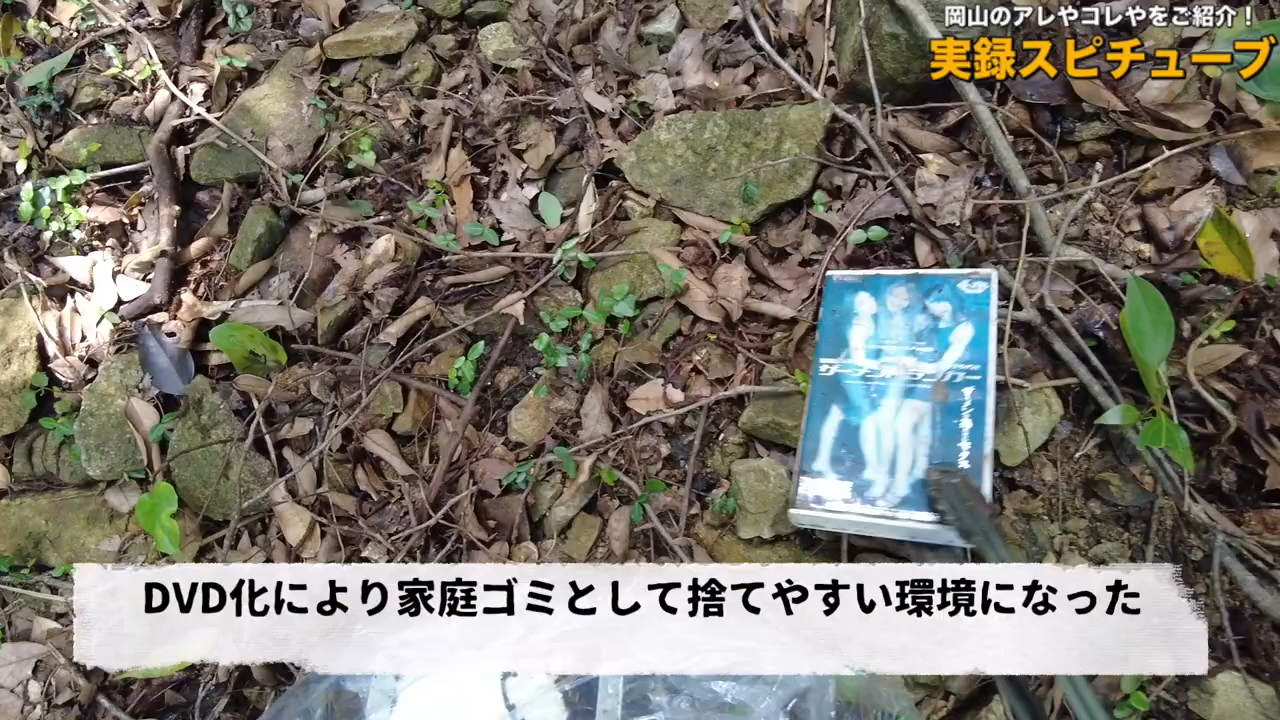 岡山のアレやコレやをご紹介！
実録スピチューブ
DVD化により家庭ゴミとして捨てやすい環境になった